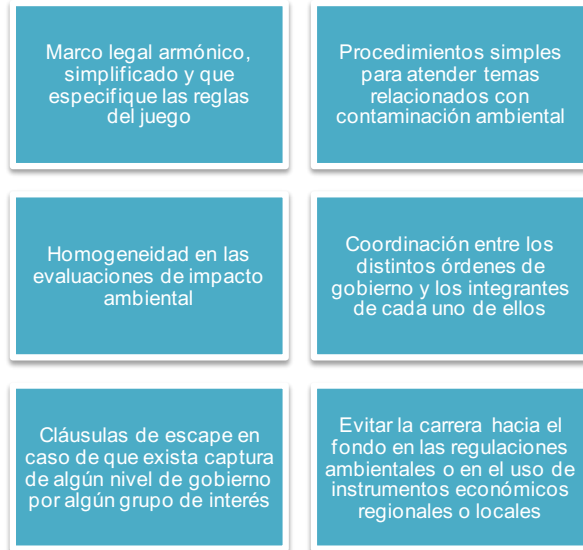 Marco legal armónico,
simplificado y que
especifique las reglas
del juego
Procedimientos simples
para atender temas
relacionados con
contaminación ambiental
Homogeneidad en las
evaluaciones de impacto
ambiental
Coordinación entre los
distintos órdenes de
gobierno y los integrantes
de cada uno de ellos
Cláusulas de escape en
caso de que exista captura
de algún nivel de gobierno
por algún grupo de interés
Evitar la carrera hacia el
fondo en las regulaciones
ambientales o en el uso de
instrumentos económicos
regionales o locales